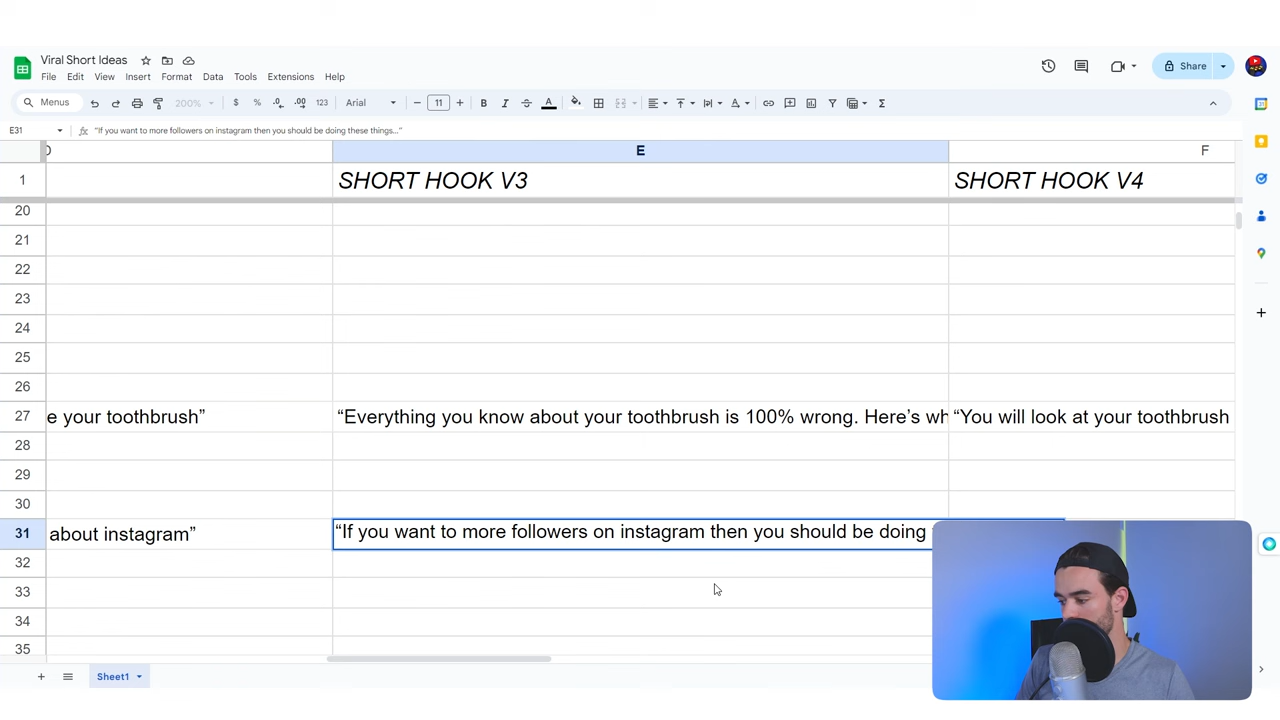 Viral Short Ideas
Share
File Edit View Insert Format Data Tools Extensions Help
Menus 200% $ % .0 .00 123 Arial 11 B I A
E31 fx "If you want to more followers on instagram then you should be doing these things..."
D E F
1 SHORT HOOK V3 SHORT HOOK V4
20
21
22
23
24
25
26
27 e your toothbrush” “Everything you know about your toothbrush is 100% wrong. Here’s wh “You will look at your toothbrush
28
29
30
31 about instagram” “If you want to more followers on instagram then you should be doing
32
33
34
35
Sheet1